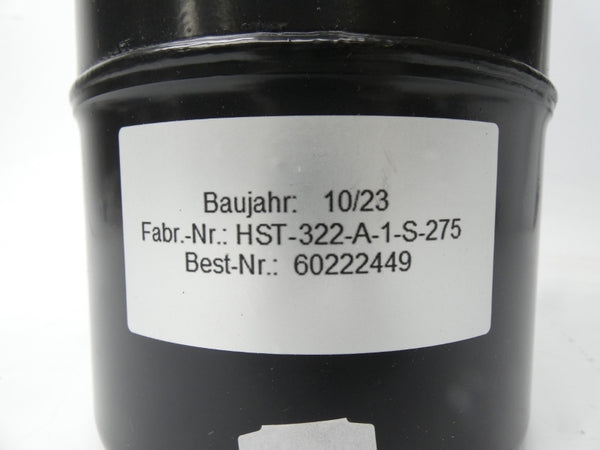 Baujahr: 10/23
Fabr.-Nr.: HST-322-A-1-S-275
Best-Nr.: 60222449